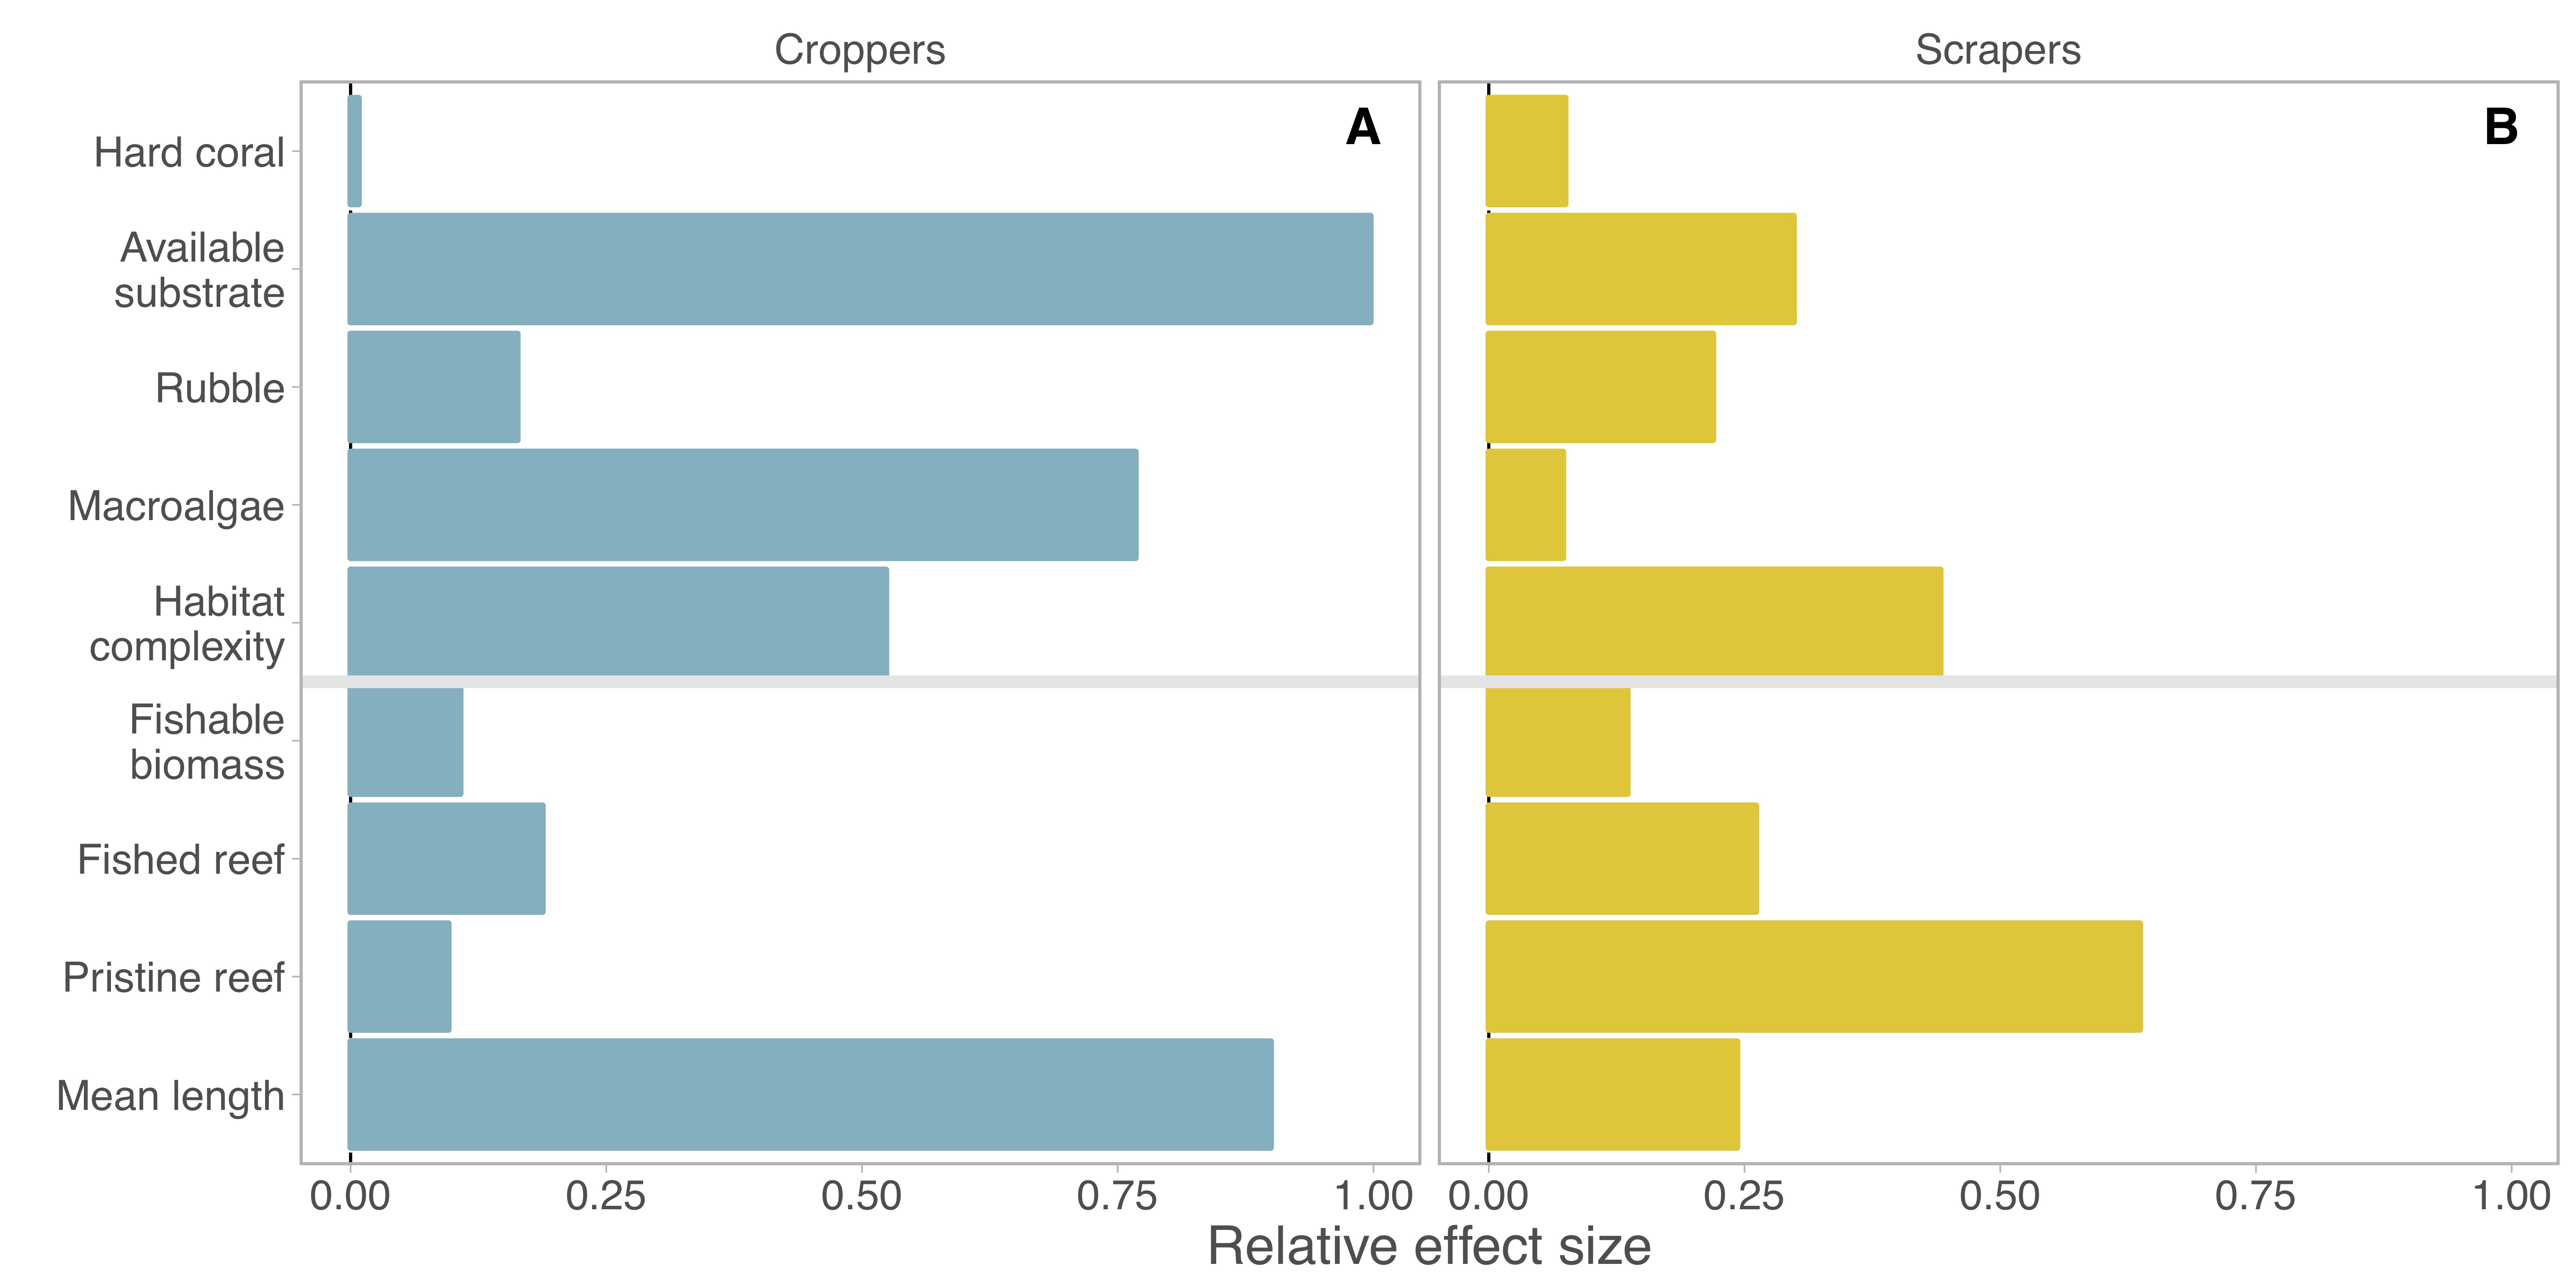 Croppers
Scrapers
A
B
Hard coral
Available
substrate
Rubble
Macroalgae
Habitat
complexity
Fishable
biomass
Fished reef
Pristine reef
Mean length
0.00 0.25 0.50 0.75 1.00
0.00 0.25 0.50 0.75 1.00
Relative effect size